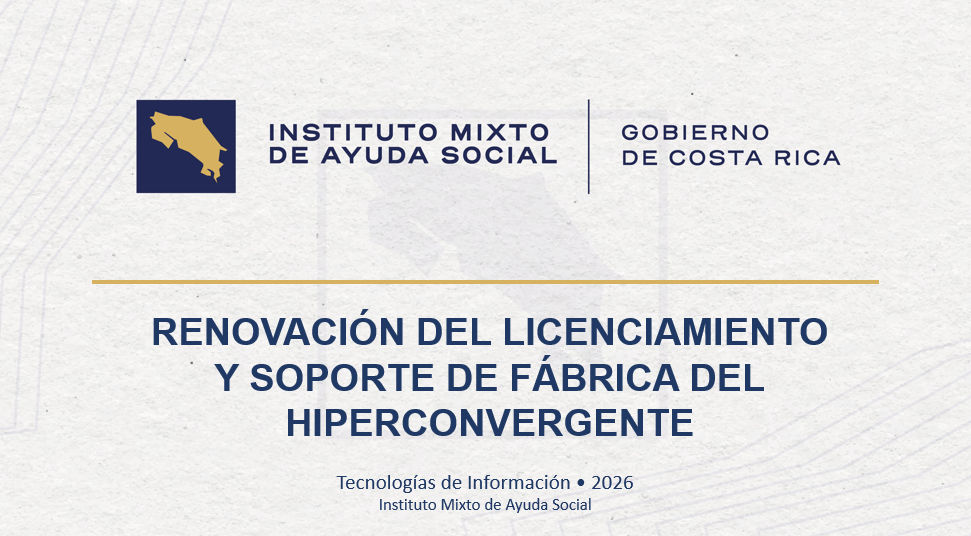 INSTITUTO MIXTO
DE AYUDA SOCIAL
GOBIERNO
DE COSTA RICA
RENOVACIÓN DEL LICENCIAMIENTO
Y SOPORTE DE FÁBRICA DEL
HIPERCONVERGENTE
Tecnologías de Información • 2026
Instituto Mixto de Ayuda Social